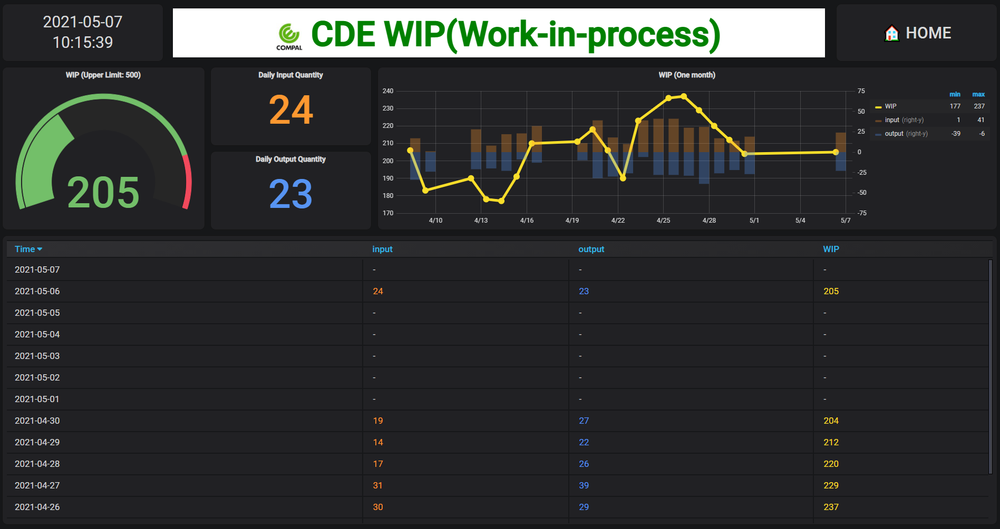 2021-05-07
10:15:39
COMPAL
CDE WIP(Work-in-process)
HOME
WIP (Upper Limit: 500)
205
Daily Input Quantity
24
Daily Output Quantity
23
WIP (One month)
240
230
220
210
200
190
180
170
75
50
25
0
-25
-50
-75
4/10 4/13 4/16 4/19 4/22 4/25 4/28 5/1 5/4 5/7
min max
WIP 177 237
input (right-y) 1 41
output (right-y) -39 -6
Time input output WIP
2021-05-07 - - -
2021-05-06 24 23 205
2021-05-05 - - -
2021-05-04 - - -
2021-05-03 - - -
2021-05-02 - - -
2021-05-01 - - -
2021-04-30 19 27 204
2021-04-29 14 22 212
2021-04-28 17 26 220
2021-04-27 31 39 229
2021-04-26 30 29 237